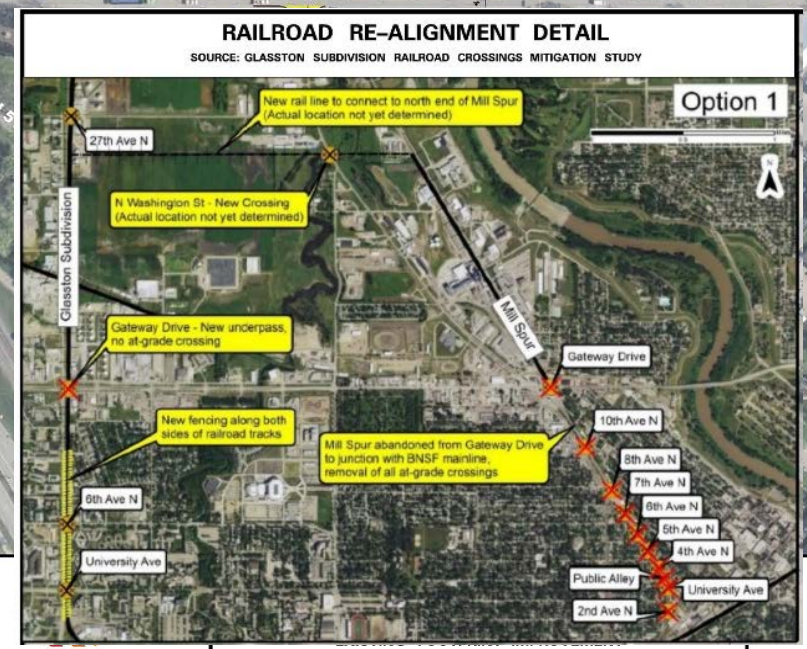 RAILROAD RE-ALIGNMENT DETAIL
SOURCE: GLASSTON SUBDIVISION RAILROAD CROSSINGS MITIGATION STUDY
Option 1
New rail line to connect to north end of Mill Spur
(Actual location not yet determined)
27th Ave N
N
N Washington St - New Crossing
(Actual location not yet determined)
Glasston Subdivision
Mill Spur
Gateway Drive - New underpass,
no at-grade crossing
Gateway Drive
New fencing along both
sides of railroad tracks
10th Ave N
Mill Spur abandoned from Gateway Drive
to junction with BNSF mainline,
removal of all at-grade crossings
8th Ave N
7th Ave N
6th Ave N
6th Ave N
5th Ave N
4th Ave N
University Ave
Public Alley
University Ave
2nd Ave N